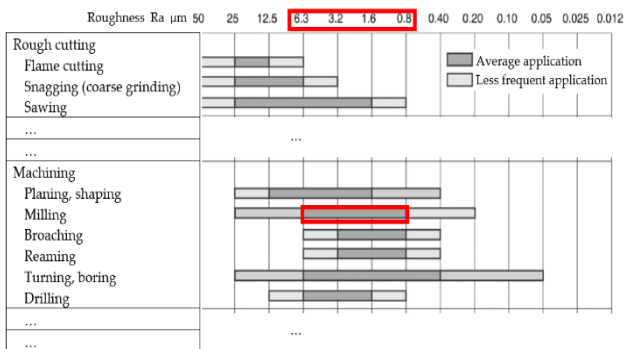 Roughness Ra μm 50 25 12.5 6.3 3.2 1.6 0.8 0.40 0.20 0.10 0.05 0.025 0.012
Rough cutting
Flame cutting
Snagging (coarse grinding)
Sawing
Average application
Less frequent application
...
...
...
Machining
Planing, shaping
Milling
Broaching
Reaming
Turning, boring
Drilling
...
...
...